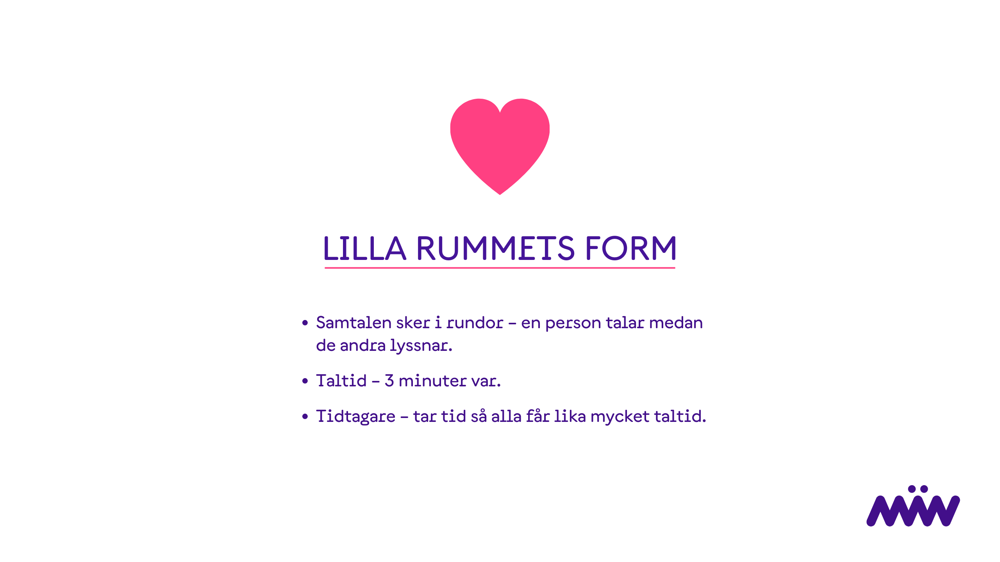 LILLA RUMMETS FORM
• Samtalen sker i rundor – en person talar medan
de andra lyssnar.
• Taltid – 3 minuter var.
• Tidtagare – tar tid så alla får lika mycket taltid.
MÄN